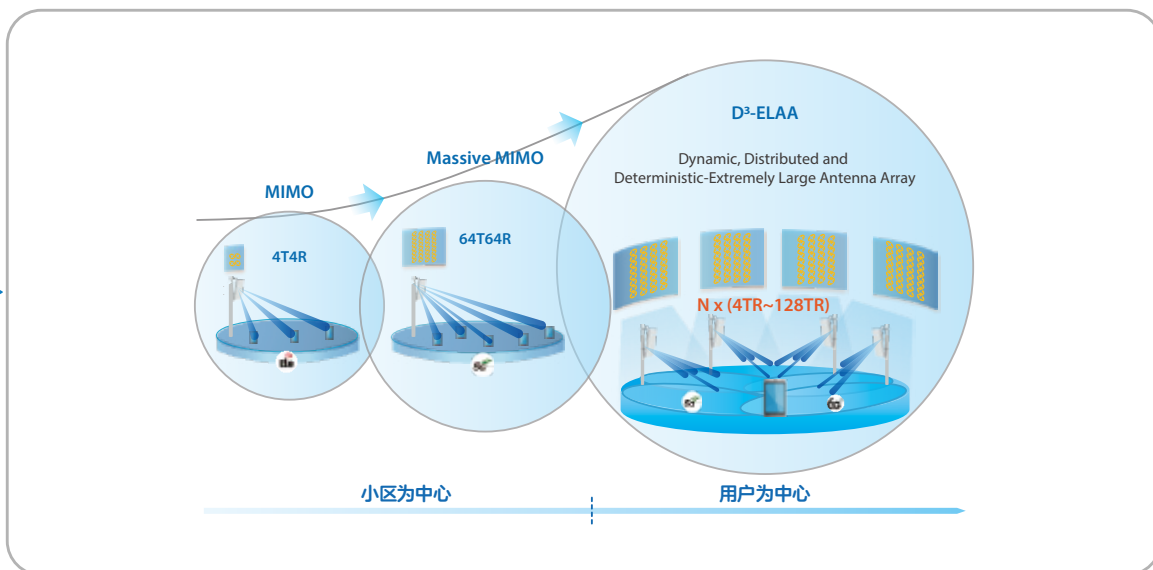 D³-ELAA
Dynamic, Distributed and
Deterministic-Extremely Large Antenna Array
Massive MIMO
MIMO
64T64R
4T4R
N x (4TR~128TR)
小区为中心
用户为中心